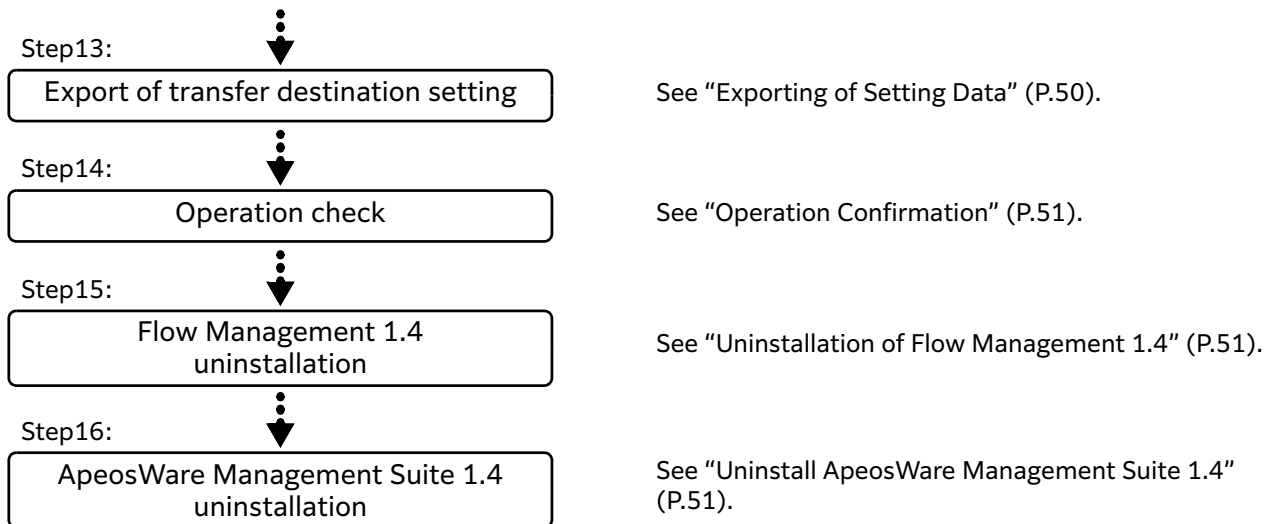 Step13:
Export of transfer destination setting
See “Exporting of Setting Data” (P.50).
Step14:
Operation check
See “Operation Confirmation” (P.51).
Step15:
Flow Management 1.4
uninstallation
See “Uninstallation of Flow Management 1.4” (P.51).
Step16:
ApeosWare Management Suite 1.4
uninstallation
See “Uninstall ApeosWare Management Suite 1.4”
(P.51).